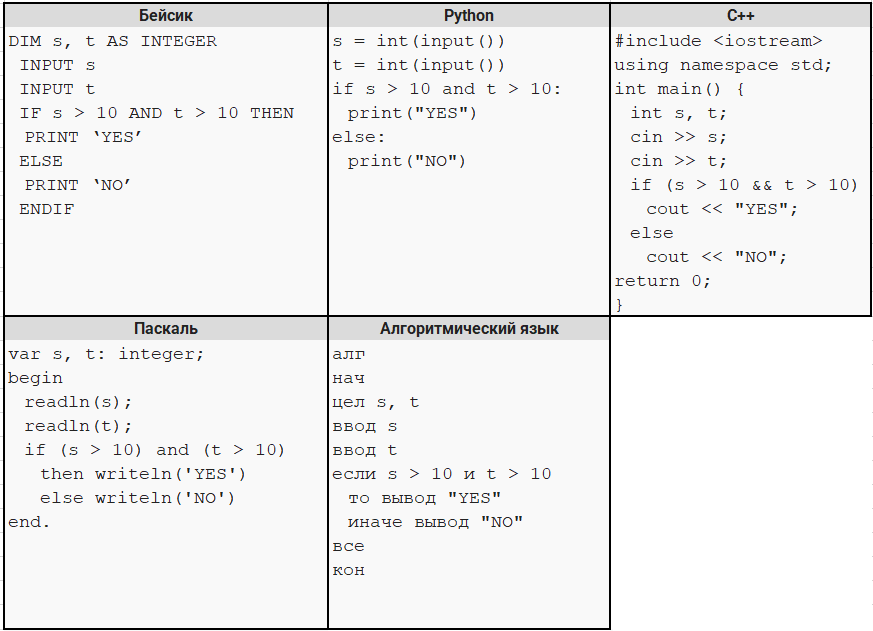 Бейсик
DIM s, t AS INTEGER
INPUT s
INPUT t
IF s > 10 AND t > 10 THEN
PRINT ‘YES’
ELSE
PRINT ‘NO’
ENDIF
Python
s = int(input())
t = int(input())
if s > 10 and t > 10:
print("YES")
else:
print("NO")
C++
#include <iostream>
using namespace std;
int main() {
int s, t;
cin >> s;
cin >> t;
if (s > 10 && t > 10)
cout << "YES";
else
cout << "NO";
return 0;
}
Паскаль
var s, t: integer;
begin
readln(s);
readln(t);
if (s > 10) and (t > 10)
then writeln('YES')
else writeln('NO')
end.
Алгоритмический язык
алг
нач
цел s, t
ввод s
ввод t
если s > 10 и t > 10
то вывод "YES"
иначе вывод "NO"
все
кон